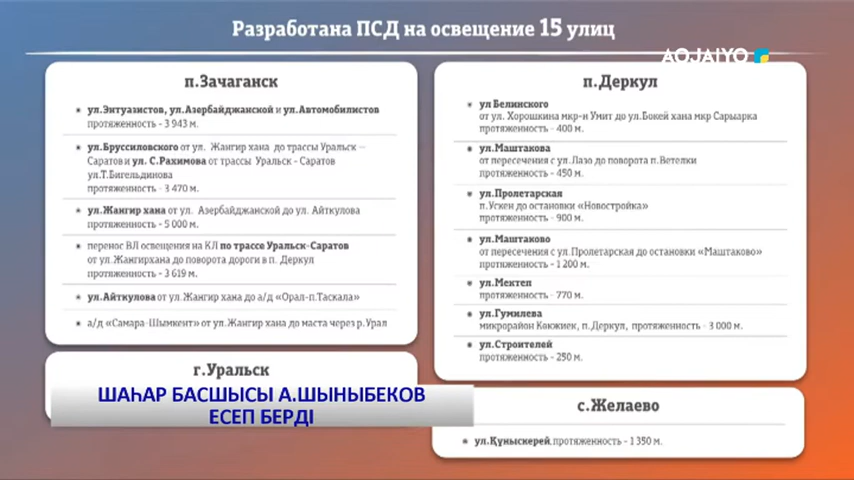 Разработана ПСД на освещение 15 улиц
AQJAIYQ
п.Зачаганск
ул.Энтуазистов, ул.Азербайджанской и ул.Автомобилистов
протяженность - 3 943 м.
ул.Бруссиловского от ул. Жангир хана до трассы Уральск –
Саратов и ул. С.Рахимова от трассы Уральск - Саратов
ул.Т.Бигельдинова
протяженность - 3 470 м.
ул.Жангир хана от ул. Азербайджанской до ул. Айткулова
протяженность - 5 000 м.
перенос ВЛ освещения на КЛ по трассе Уральск-Саратов
от ул.Жангирхана до поворота дороги в п. Деркул
протяженность - 3 619 м.
ул.Айткулова от ул. Жангир хана до а/д «Орал-п.Таскала»
а/д «Самара-Шымкент» от ул.Жангир хана до маста через р.Урал
г.Уральск
п.Деркул
ул Белинского
от ул. Хорошкина мкр-и Умит до ул.Бокей хана мкр Сарыарка
протяженность - 400 м.
ул.Маштакова
от пересечения с ул.Лазо до поворота п.Ветелки
протяженность - 450 м.
ул.Пролетарская
п.Ускен до остановки «Новостройка»
протяженность - 900 м.
ул.Маштаково
от пересечения с ул.Пролетарская до остановки «Маштаково»
протяженность - 1 200 м.
ул.Мектеп
протяженность - 770 м.
ул.Гумилева
микрорайон Кокжиек, п.Деркул, протяженность - 3 000 м.
ул.Строителей
протяженность - 250 м.
с.Желаево
ул.Құныскерей,протяженность - 1 350 м.
ШАҺАР БАСШЫСЫ А.ШЫНЫБЕКОВ
ЕСЕП БЕРДІ